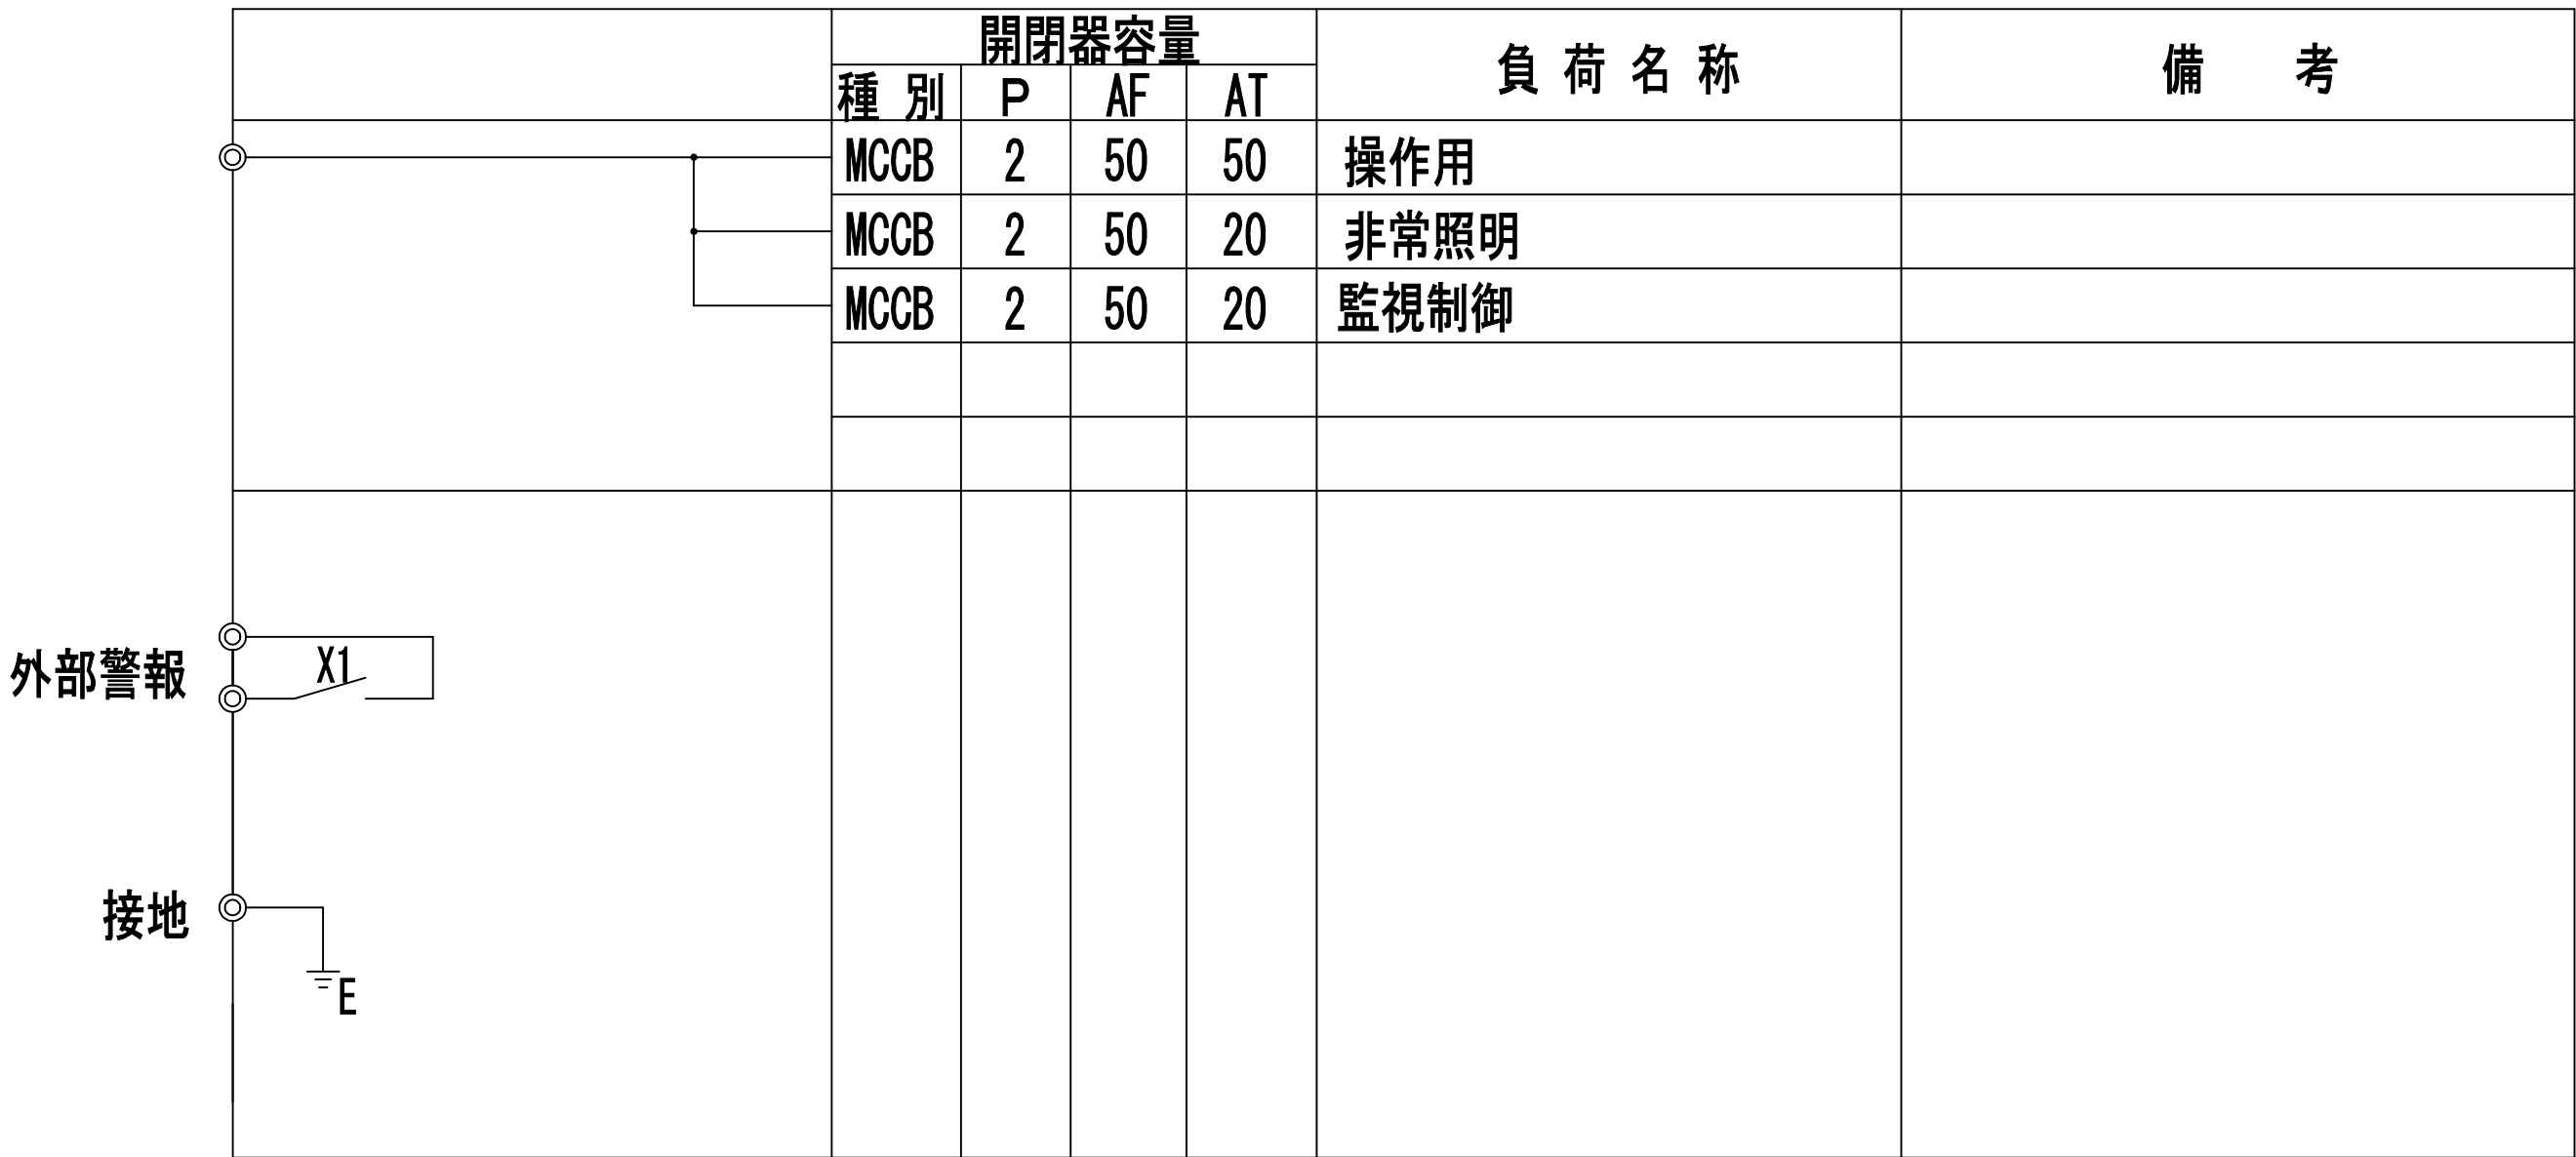 開閉器容量
種 別 P AF AT 負 荷 名 称 備 考
MCCB 2 50 50 操作用
MCCB 2 50 20 非常照明
MCCB 2 50 20 監視制御
外部警報 X1
接地
E